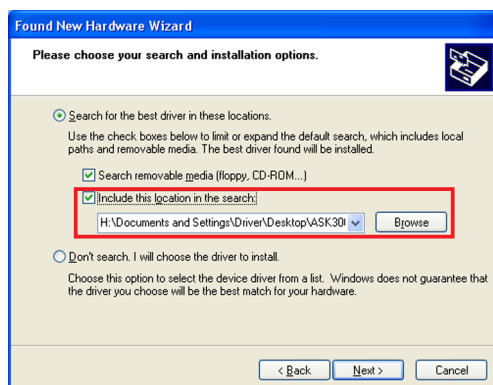 Found New Hardware Wizard
Please choose your search and installation options.
Search for the best driver in these locations.
Use the check boxes below to limit or expand the default search, which includes local
paths and removable media. The best driver found will be installed.
Search removable media (floppy, CD-ROM...)
Include this location in the search:
H:\Documents and Settings\Driver\Desktop\ASK30 Browse
Don't search. I will choose the driver to install.
Choose this option to select the device driver from a list. Windows does not guarantee that
the driver you choose will be the best match for your hardware.
< Back Next > Cancel